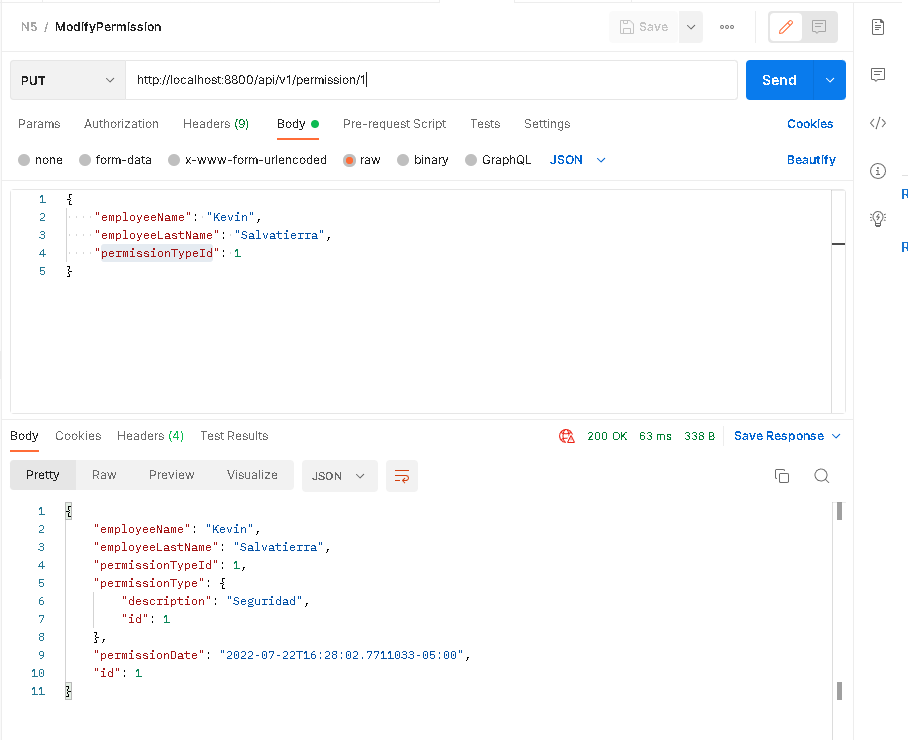 N5 / ModifyPermission
Save
PUT http://localhost:8800/api/v1/permission/1 Send
Params Authorization Headers (9) Body Pre-request Script Tests Settings Cookies
none form-data x-www-form-urlencoded raw binary GraphQL JSON Beautify
1 {
2 "employeeName": "Kevin",
3 "employeeLastName": "Salvatierra",
4 "permissionTypeId": 1
5 }
Body Cookies Headers (4) Test Results 200 OK 63 ms 338 B Save Response
Pretty Raw Preview Visualize JSON
1 {
2 "employeeName": "Kevin",
3 "employeeLastName": "Salvatierra",
4 "permissionTypeId": 1,
5 "permissionType": {
6 "description": "Seguridad",
7 "id": 1
8 },
9 "permissionDate": "2022-07-22T16:28:02.7711033-05:00",
10 "id": 1
11 }